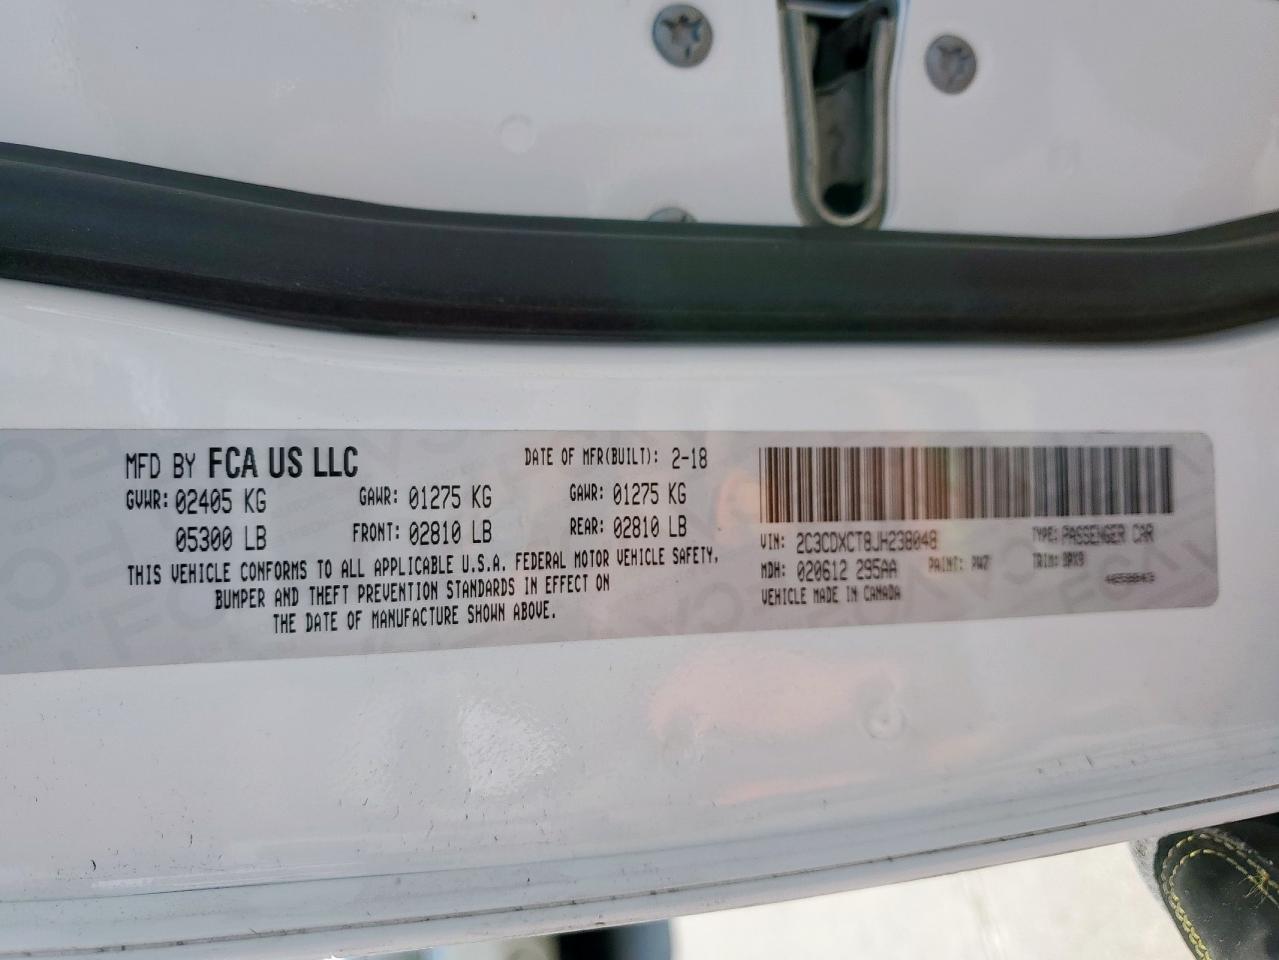 MFD BY FCA US LLC DATE OF MFR(BUILT): 2-18
GVWR: 02405 KG GAWR: 01275 KG GAWR: 01275 KG
05300 LB FRONT: 02810 LB REAR: 02810 LB
THIS VEHICLE CONFORMS TO ALL APPLICABLE U.S.A. FEDERAL MOTOR VEHICLE SAFETY,
BUMPER AND THEFT PREVENTION STANDARDS IN EFFECT ON
THE DATE OF MANUFACTURE SHOWN ABOVE.
VIN: 2C3CDXCT8JH238048 TYPE: PASSENGER CAR
MDH: 020612 295AA PAINT: PW7 TRIM:
VEHICLE MADE IN CANADA